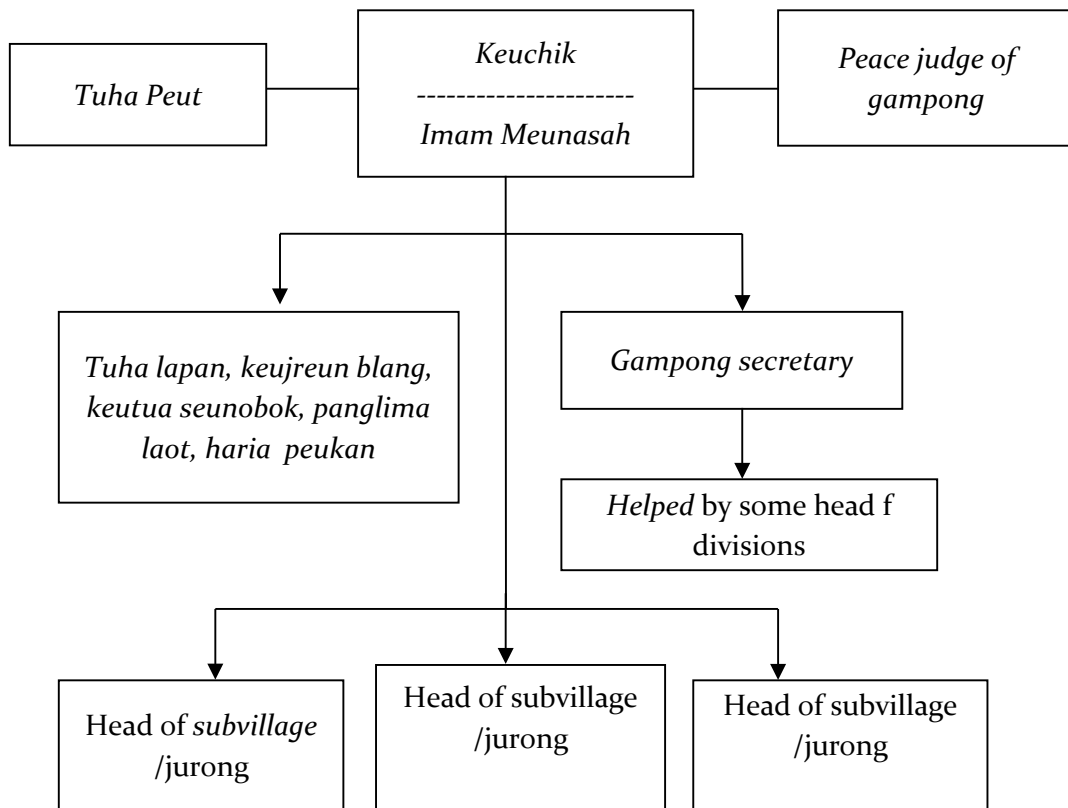 Tuha Peut
Keuchik
-----------------------
Imam Meunasah
Peace judge of
gampong
Tuha lapan, keujreun blang,
keutua seunobok, panglima
laot, haria peukan
Gampong secretary
Helped by some head f
divisions
Head of subvillage
/jurong
Head of subvillage
/jurong
Head of subvillage
/jurong